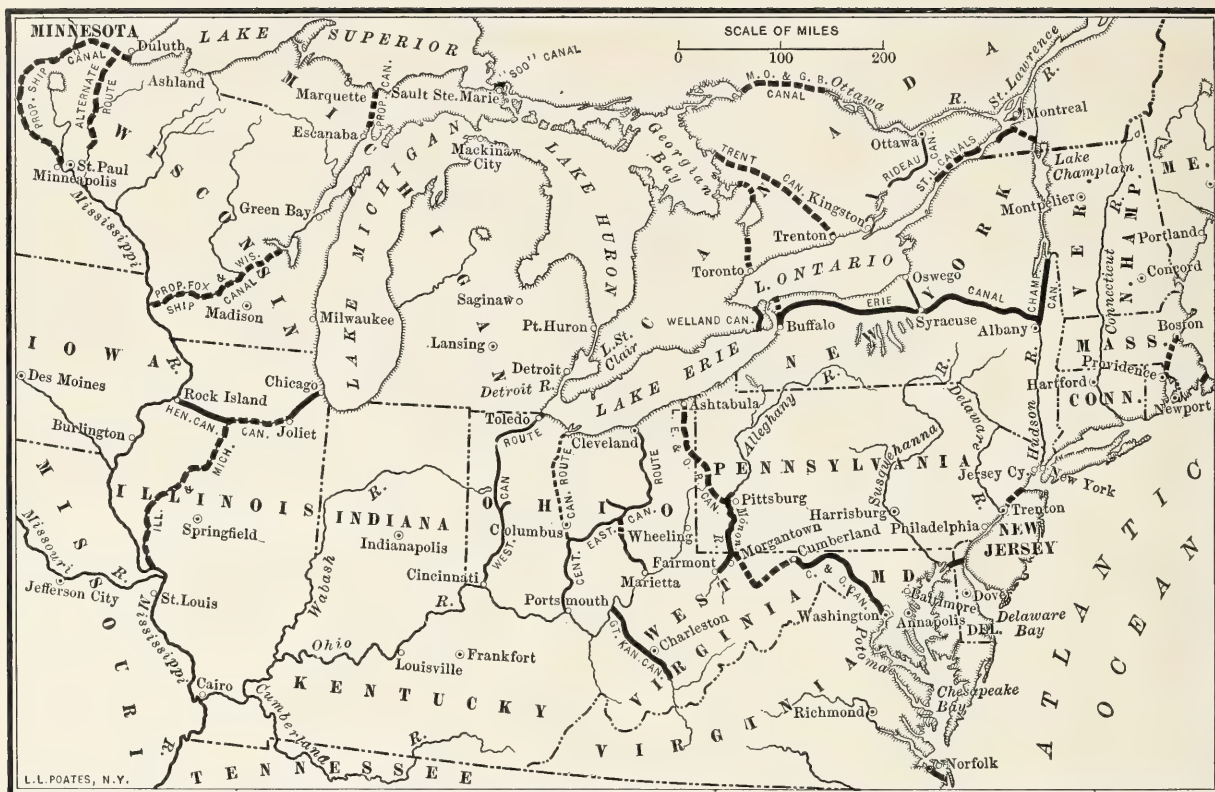 MINNESOTA
LAKE SUPERIOR
Duluth
Ashland
PROP. SHIP CANAL
ALTERNATE ROUTE
St. Paul
Minneapolis
Mississippi
R.
WISCONSIN
Marquette
PROP. CAN.
Escanaba
Sault Ste. Marie
"SOO" CANAL
MICHIGAN
Mackinaw City
LAKE MICHIGAN
LAKE HURON
Green Bay
PROP. FOX & WIS.
SHIP CANAL
Madison
Milwaukee
Saginaw
Lansing
Pt. Huron
L. St. Clair
Detroit
Detroit R.
SCALE OF MILES
0 100 200
CANADA
M. O. & G. B.
CANAL
Ottawa R.
St. Lawrence R.
Montreal
Georgian Bay
TRENT CAN.
Kingston
Trenton
Toronto
Ottawa
RIDEAU CAN.
ST. L. CANALS
L. ONTARIO
Oswego
ERIE CANAL
WELLAND CAN.
Buffalo
Syracuse
Albany
CHAMP. CAN.
Lake Champlain
Montpelier
VER.
N. HAMP.
ME.
Portland
Concord
Connecticut R.
MASS.
Boston
Providence
Hartford
CONN.
Newport
NEW YORK
Hudson R.
IOWA
Des Moines
Burlington
Rock Island
Chicago
HEN. CAN.
Joliet
ILL. & MICH. CAN.
ILLINOIS
Springfield
MISSOURI
Missouri R.
Jefferson City
St. Louis
Mississippi R.
Cairo
INDIANA
Indianapolis
Wabash R.
Toledo
LAKE ERIE
Cleveland
Ashtabula
OHIO
WEST. CAN. ROUTE
CENT. CAN. ROUTE
EAST. CAN. ROUTE
Columbus
Cincinnati
Portsmouth
Marietta
Wheeling
L. E. & O. R. CAN.
Alleghany R.
PENNSYLVANIA
Pittsburg
Mon. R.
Morgantown
Fairmont
Cumberland
C. & O. CAN.
Harrisburg
Susquehanna R.
Delaware R.
Philadelphia
Jersey Cy.
New York
Trenton
NEW JERSEY
MD.
Baltimore
Washington
Annapolis
Dover
Delaware Bay
DEL.
Potomac
Chesapeake Bay
WEST VIRGINIA
Charleston
GT. KAN. CAN.
Ohio R.
Louisville
Frankfort
KENTUCKY
Cumberland R.
TENNESSEE
VIRGINIA
Richmond
Norfolk
ATLANTIC OCEAN
L.L. POATES, N.Y.